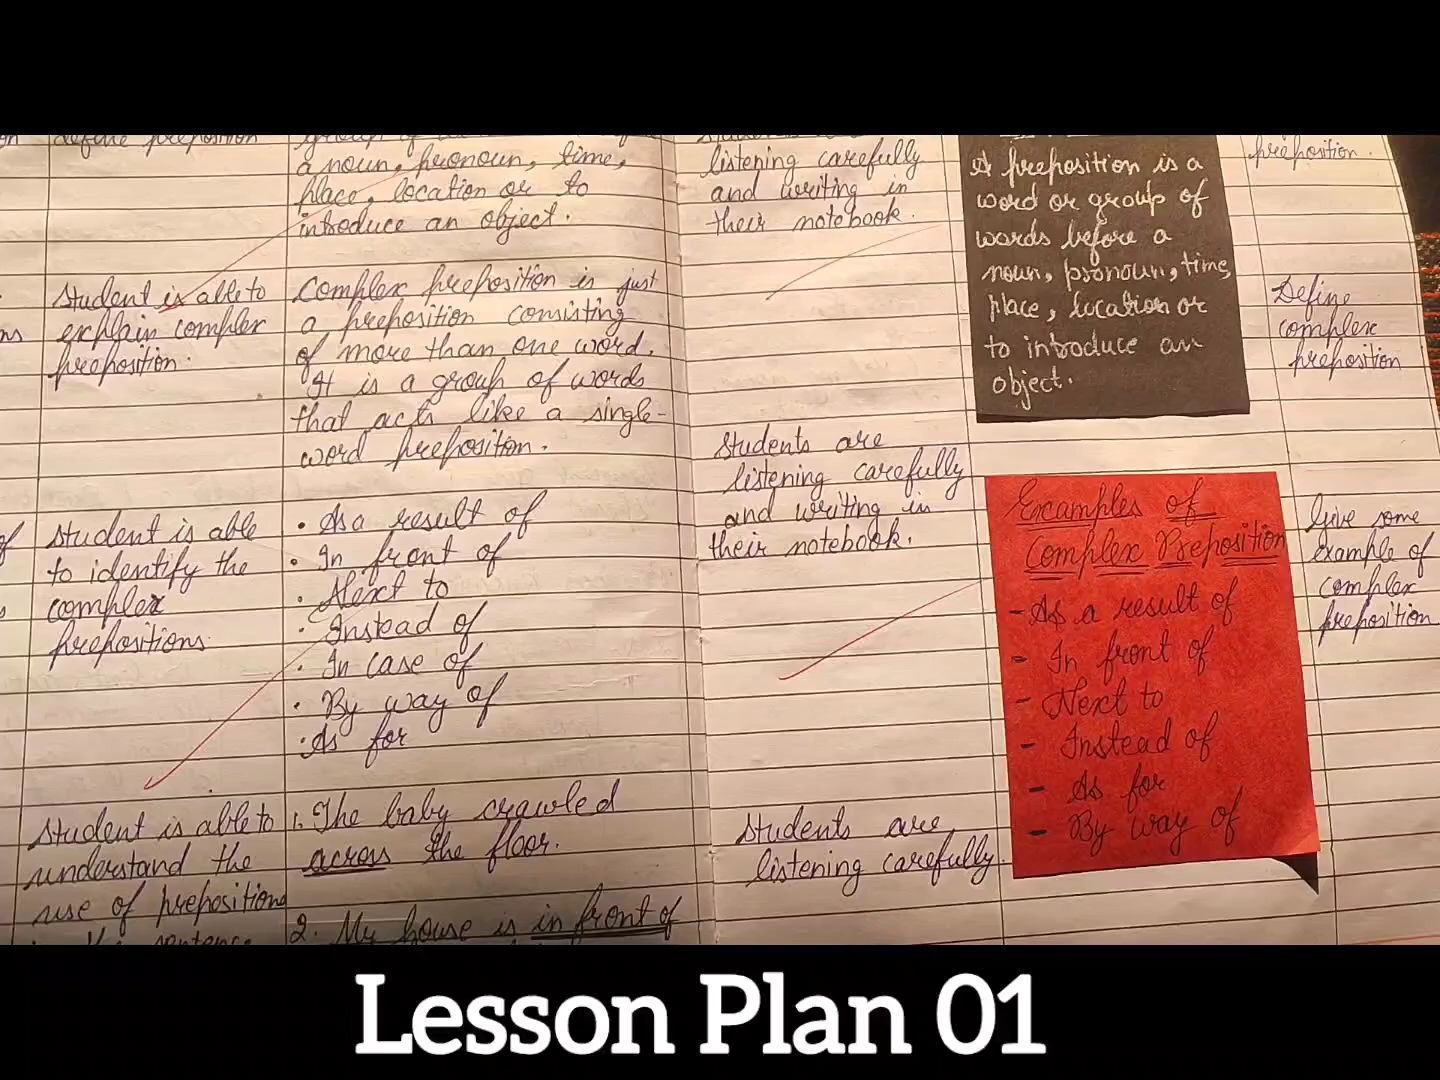 define preposition
a noun, pronoun, time,
place, location or to
introduce an object.
listening carefully
and writing in
their notebook.
A preposition is a
word or group of
words before a
noun, pronoun, time,
place, location or
to introduce an
object.
preposition.
Student is able to
explain complex
preposition.
Complex preposition is just
a preposition consisting
of more than one word.
It is a group of words
that acts like a single-
word preposition.
Define
complex
preposition
Student is able
to identify the
complex
prepositions.
• As a result of
• In front of
• Next to
• Instead of
• In case of
• By way of
• As for
Students are
listening carefully
and writing in
their notebook.
Examples of
Complex Preposition
- As a result of
- In front of
- Next to
- Instead of
- As for
- By way of
Give some
example of
complex
preposition
Student is able to
understand the
use of prepositions
sentence
1. The baby crawled
across the floor.
2. My house is in front of
Students are
listening carefully.
Lesson Plan 01